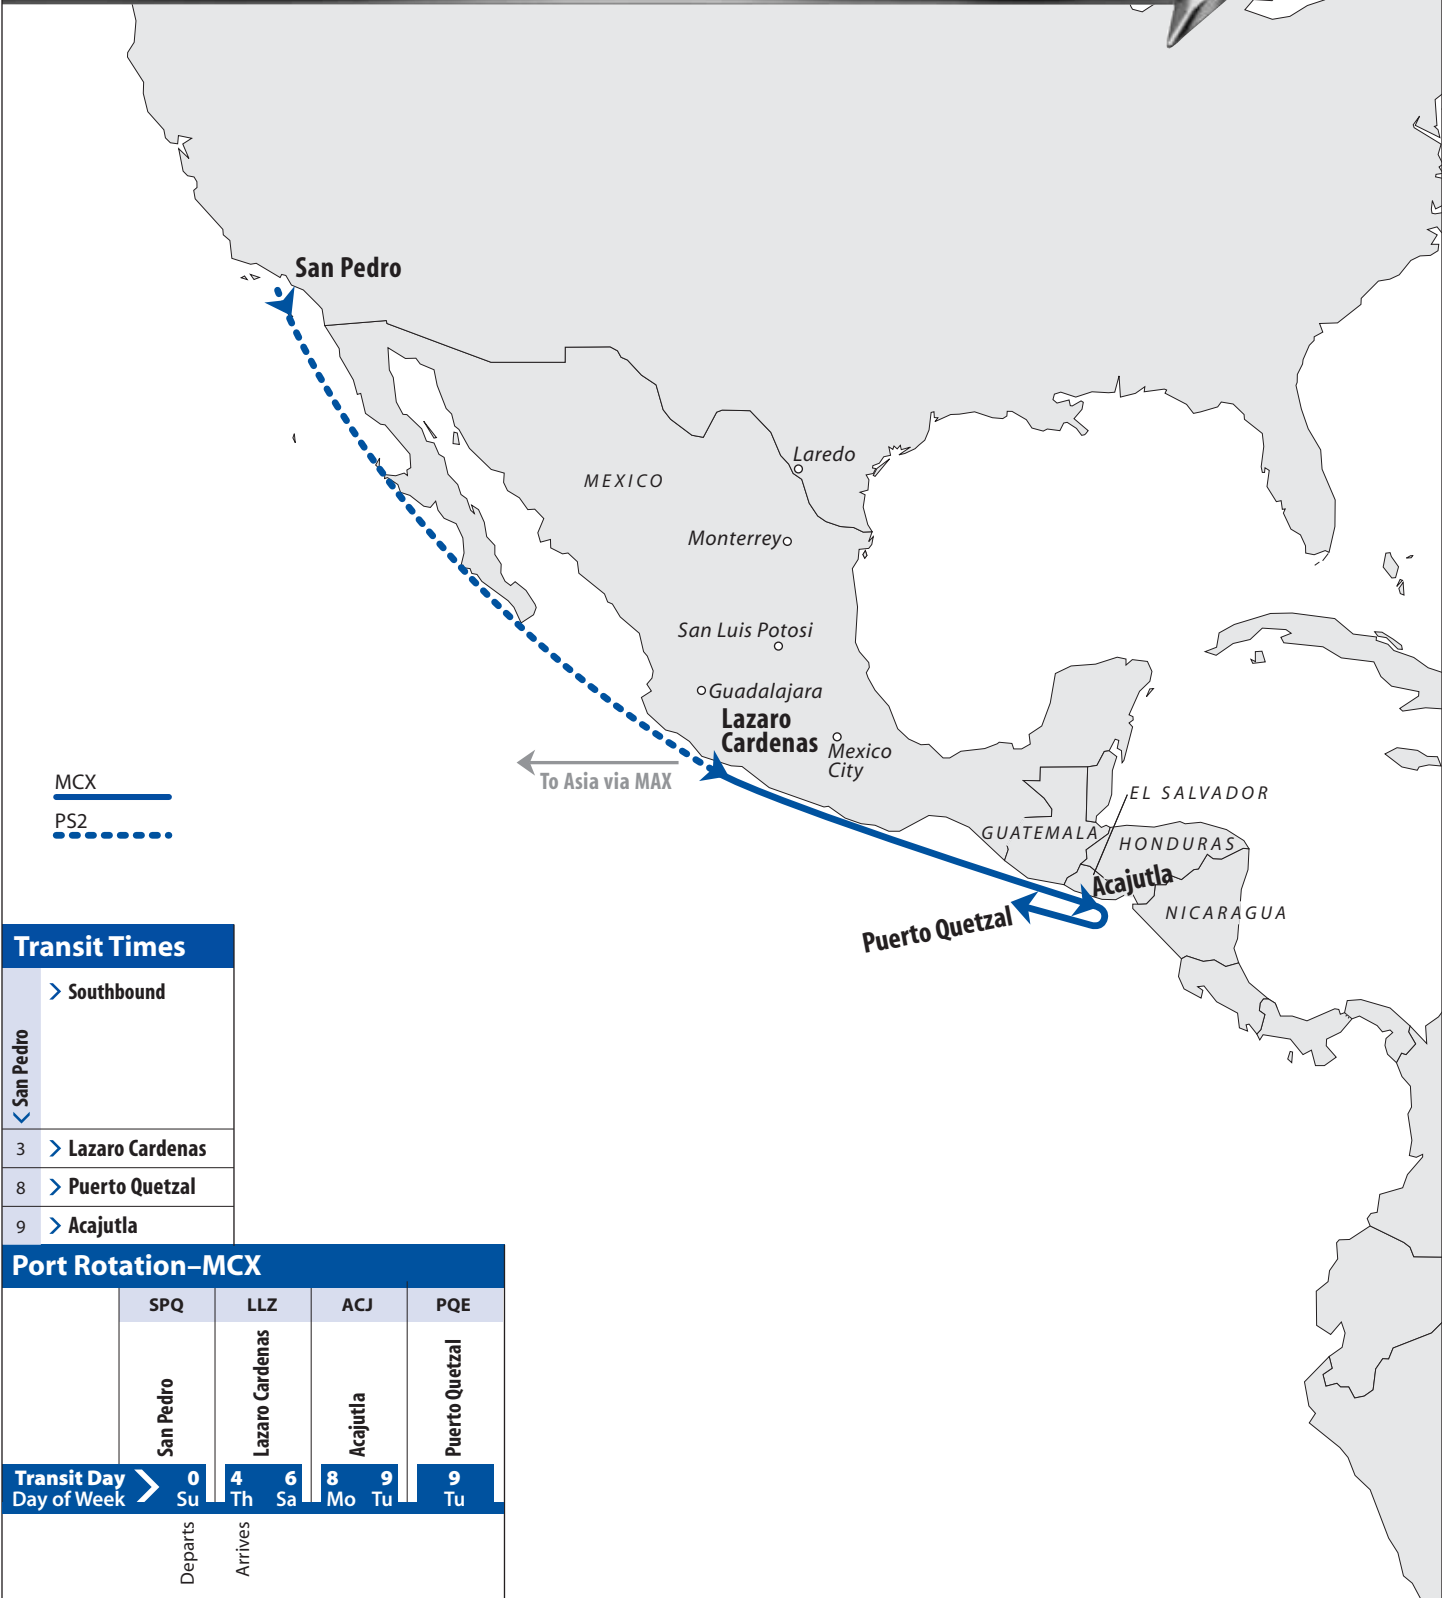 San Pedro
Laredo
MEXICO
Monterrey
San Luis Potosi
Guadalajara
Lazaro
Cardenas
Mexico
City
To Asia via MAX
MCX
PS2
EL SALVADOR
GUATEMALA
HONDURAS
Acajutla
NICARAGUA
Puerto Quetzal
Transit Times
San Pedro
Southbound
3 Lazaro Cardenas
8 Puerto Quetzal
9 Acajutla
Port Rotation–MCX
SPQ LLZ ACJ PQE
San Pedro
Lazaro Cardenas
Acajutla
Puerto Quetzal
Transit Day 0 4 6 8 9 9
Day of Week Su Th Sa Mo Tu Tu
Departs
Arrives